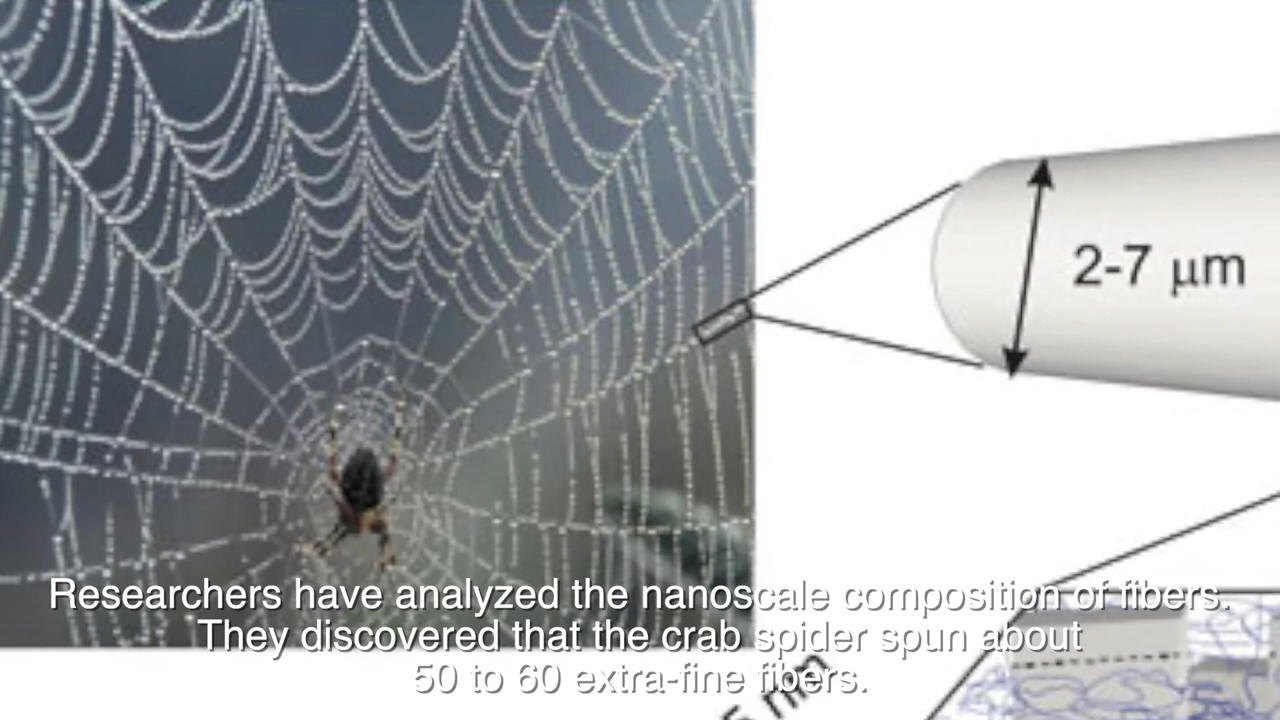 2-7 μm
Researchers have analyzed the nanoscale composition of fibers.
They discovered that the crab spider spun about
50 to 60 extra-fine fibers.
nm